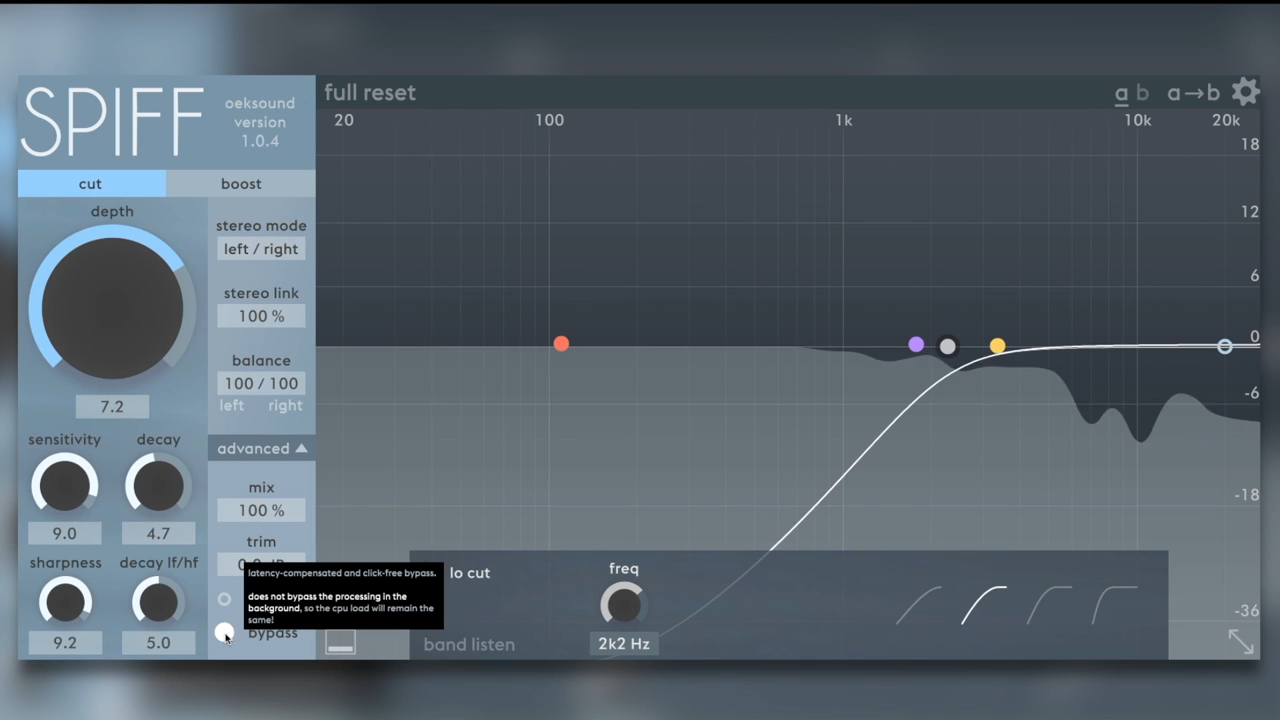 SPIFF
oeksound
version
1.0.4
full reset
a b
a→b
20
100
1k
10k
20k
cut
boost
depth
7.2
sensitivity
decay
9.0
4.7
sharpness
decay lf/hf
9.2
5.0
stereo mode
left / right
stereo link
100 %
balance
100 / 100
left right
advanced
mix
100 %
trim
latency-compensated and click-free bypass.
does not bypass the processing in the
background, so the cpu load will remain the
same!
bypass
18
12
6
0
-6
-18
-36
lo cut
freq
2k2 Hz
band listen